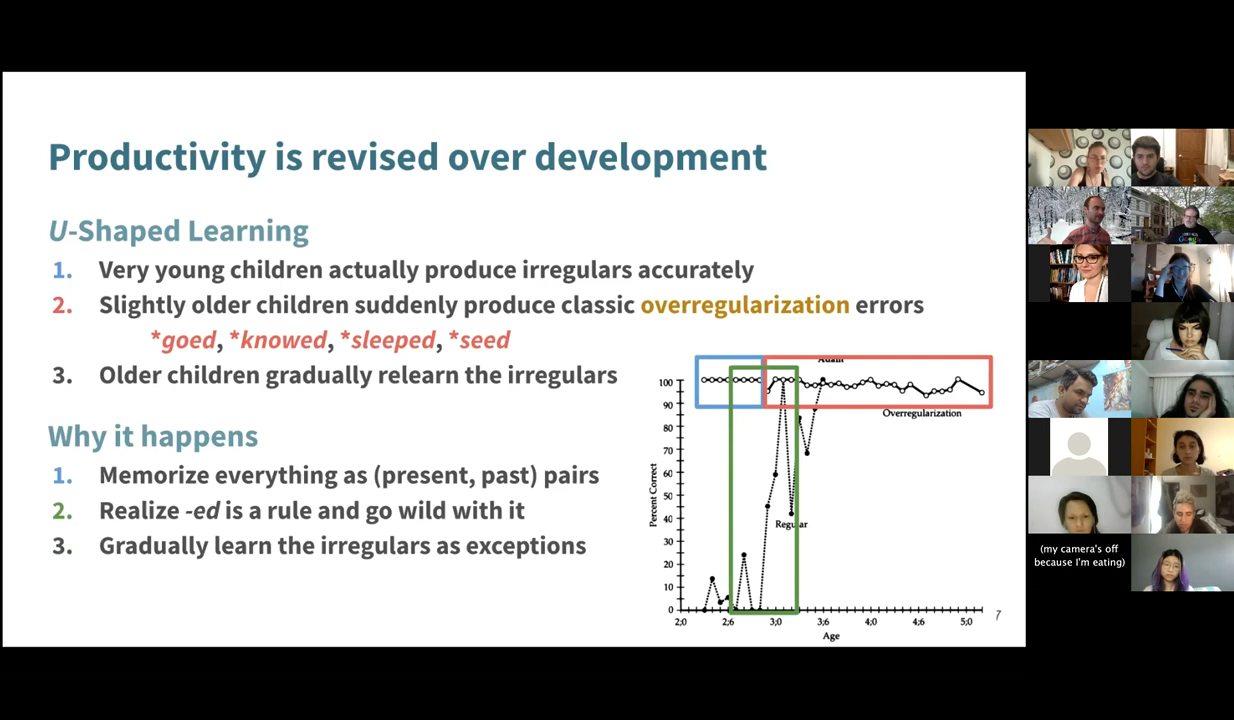 Productivity is revised over development
U-Shaped Learning
1. Very young children actually produce irregulars accurately
2. Slightly older children suddenly produce classic overregularization errors
*goed, *knowed, *sleeped, *seed
3. Older children gradually relearn the irregulars
Why it happens
1. Memorize everything as (present, past) pairs
2. Realize -ed is a rule and go wild with it
3. Gradually learn the irregulars as exceptions
Adam
100
90
80
70
60
50
40
30
20
10
0
Percent Correct
Overregularization
Regular
2;0 2;6 3;0 3;6 4;0 4;6 5;0
Age
7
Google
(my camera's off
because I'm eating)